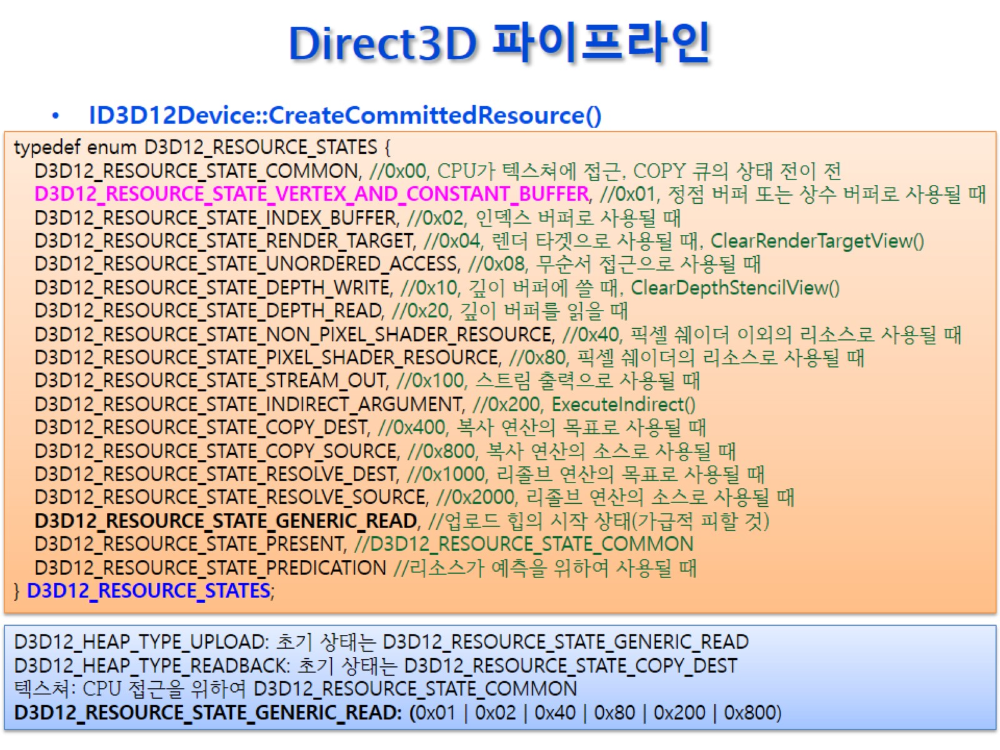 Direct3D 파이프라인
• ID3D12Device::CreateCommittedResource()
typedef enum D3D12_RESOURCE_STATES {
D3D12_RESOURCE_STATE_COMMON, //0x00, CPU가 텍스쳐에 접근, COPY 큐의 상태 전이 전
D3D12_RESOURCE_STATE_VERTEX_AND_CONSTANT_BUFFER, //0x01, 정점 버퍼 또는 상수 버퍼로 사용될 때
D3D12_RESOURCE_STATE_INDEX_BUFFER, //0x02, 인덱스 버퍼로 사용될 때
D3D12_RESOURCE_STATE_RENDER_TARGET, //0x04, 렌더 타겟으로 사용될 때, ClearRenderTargetView()
D3D12_RESOURCE_STATE_UNORDERED_ACCESS, //0x08, 무순서 접근으로 사용될 때
D3D12_RESOURCE_STATE_DEPTH_WRITE, //0x10, 깊이 버퍼에 쓸 때, ClearDepthStencilView()
D3D12_RESOURCE_STATE_DEPTH_READ, //0x20, 깊이 버퍼를 읽을 때
D3D12_RESOURCE_STATE_NON_PIXEL_SHADER_RESOURCE, //0x40, 픽셀 쉐이더 이외의 리소스로 사용될 때
D3D12_RESOURCE_STATE_PIXEL_SHADER_RESOURCE, //0x80, 픽셀 쉐이더의 리소스로 사용될 때
D3D12_RESOURCE_STATE_STREAM_OUT, //0x100, 스트림 출력으로 사용될 때
D3D12_RESOURCE_STATE_INDIRECT_ARGUMENT, //0x200, ExecuteIndirect()
D3D12_RESOURCE_STATE_COPY_DEST, //0x400, 복사 연산의 목표로 사용될 때
D3D12_RESOURCE_STATE_COPY_SOURCE, //0x800, 복사 연산의 소스로 사용될 때
D3D12_RESOURCE_STATE_RESOLVE_DEST, //0x1000, 리졸브 연산의 목표로 사용될 때
D3D12_RESOURCE_STATE_RESOLVE_SOURCE, //0x2000, 리졸브 연산의 소스로 사용될 때
D3D12_RESOURCE_STATE_GENERIC_READ, //업로드 힙의 시작 상태(가급적 피할 것)
D3D12_RESOURCE_STATE_PRESENT, //D3D12_RESOURCE_STATE_COMMON
D3D12_RESOURCE_STATE_PREDICATION //리소스가 예측을 위하여 사용될 때
} D3D12_RESOURCE_STATES;
D3D12_HEAP_TYPE_UPLOAD: 초기 상태는 D3D12_RESOURCE_STATE_GENERIC_READ
D3D12_HEAP_TYPE_READBACK: 초기 상태는 D3D12_RESOURCE_STATE_COPY_DEST
텍스쳐: CPU 접근을 위하여 D3D12_RESOURCE_STATE_COMMON
D3D12_RESOURCE_STATE_GENERIC_READ: (0x01 | 0x02 | 0x40 | 0x80 | 0x200 | 0x800)